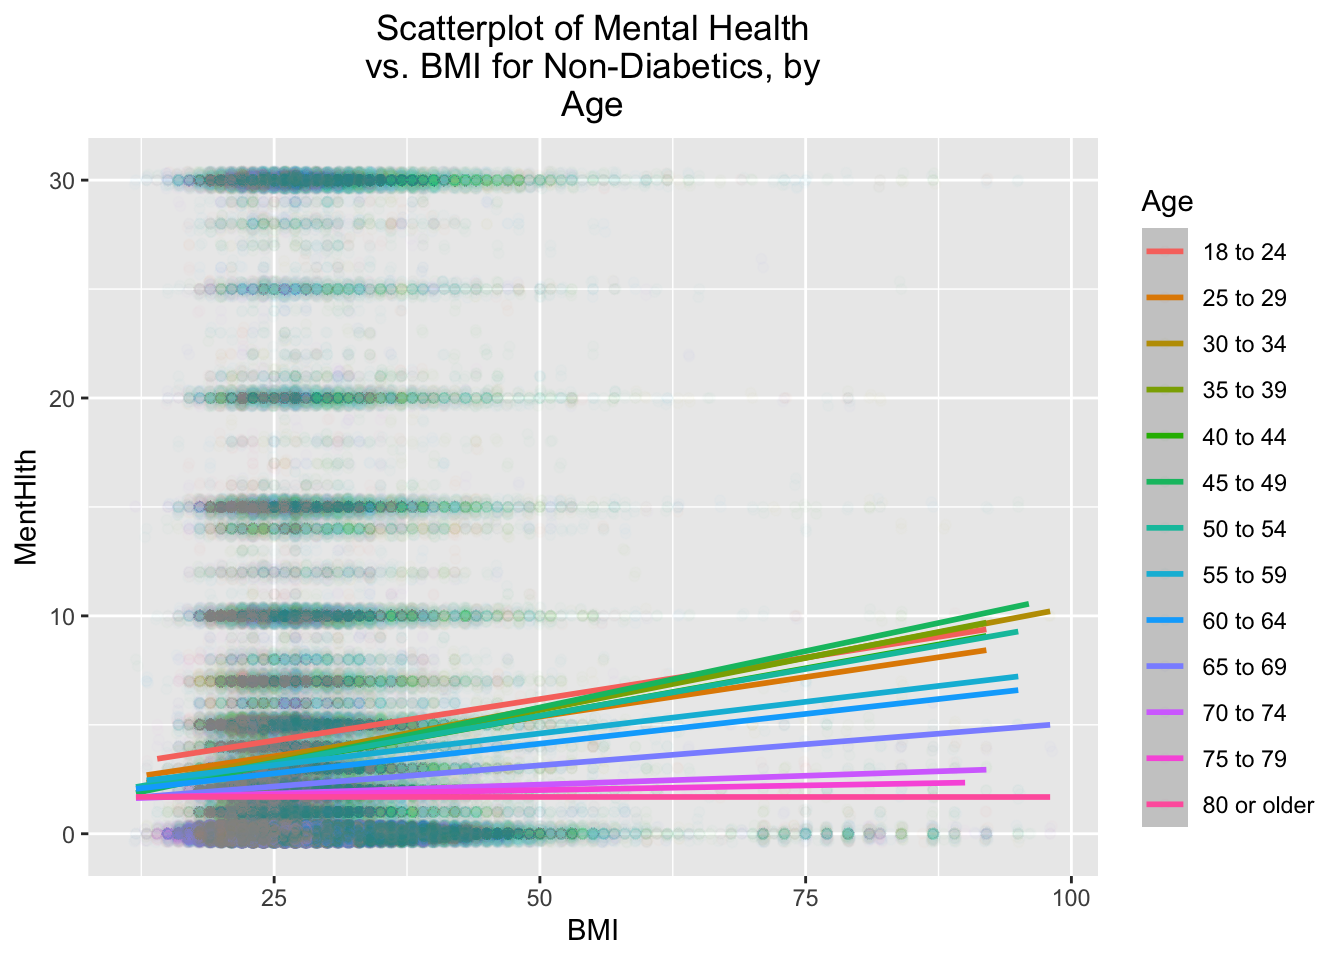 Scatterplot of Mental Health
vs. BMI for Non-Diabetics, by
Age
MentHlth
30
20
10
0
25
50
75
100
BMI
Age
18 to 24
25 to 29
30 to 34
35 to 39
40 to 44
45 to 49
50 to 54
55 to 59
60 to 64
65 to 69
70 to 74
75 to 79
80 or older